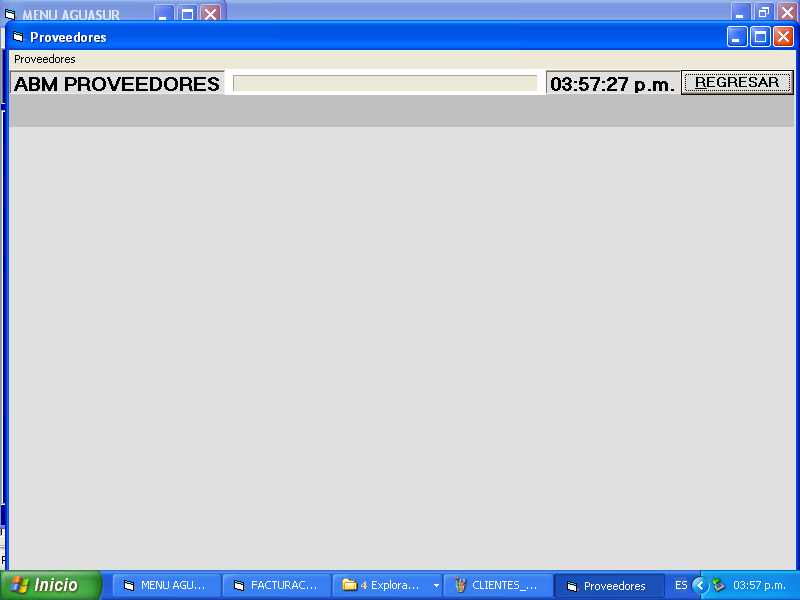 MENU AGUASUR
Proveedores
Proveedores
ABM PROVEEDORES 03:57:27 p.m. REGRESAR
Inicio MENU AGU... FACTURAC... 4 Explora... CLIENTES_... Proveedores ES 03:57 p.m.